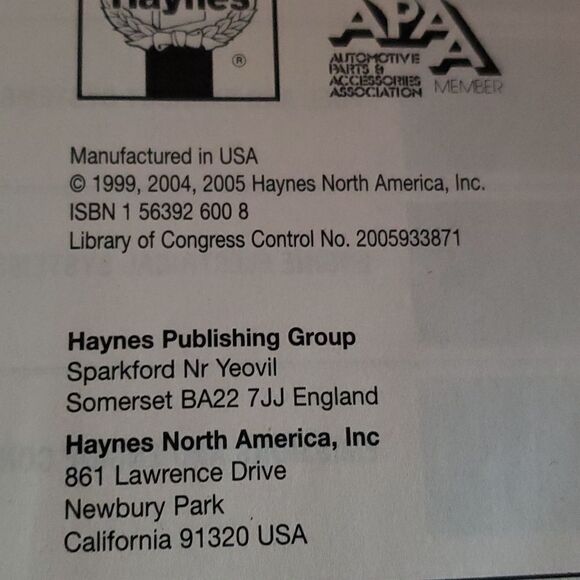 Haynes
®
APAA
AUTOMOTIVE
PARTS &
ACCESSORIES
ASSOCIATION MEMBER
Manufactured in USA
© 1999, 2004, 2005 Haynes North America, Inc.
ISBN 1 56392 600 8
Library of Congress Control No. 2005933871
Haynes Publishing Group
Sparkford Nr Yeovil
Somerset BA22 7JJ England
Haynes North America, Inc
861 Lawrence Drive
Newbury Park
California 91320 USA